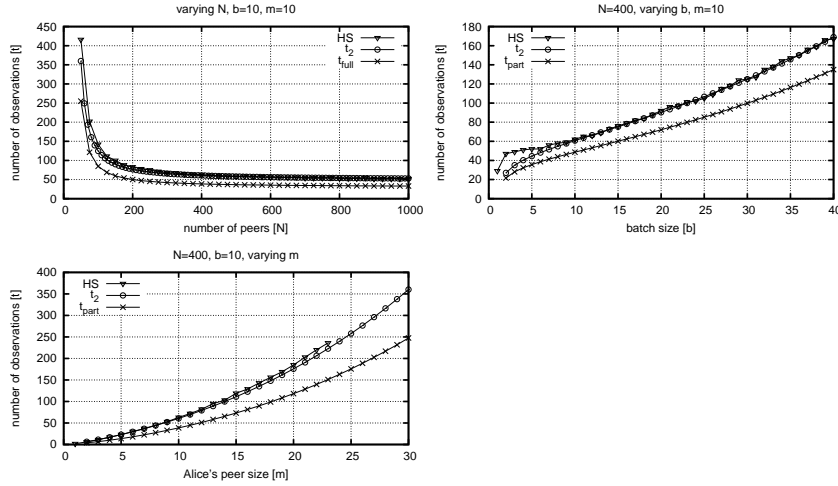 varying N, b=10, m=10
number of observations [t]
450
400
350
300
250
200
150
100
50
0
HS
t2
tfull
0 200 400 600 800 1000
number of peers [N]
N=400, varying b, m=10
number of observations [t]
180
160
140
120
100
80
60
40
20
0
HS
t2
tpart
0 5 10 15 20 25 30 35 40
batch size [b]
N=400, b=10, varying m
number of observations [t]
400
350
300
250
200
150
100
50
0
HS
t2
tpart
0 5 10 15 20 25 30
Alice's peer size [m]